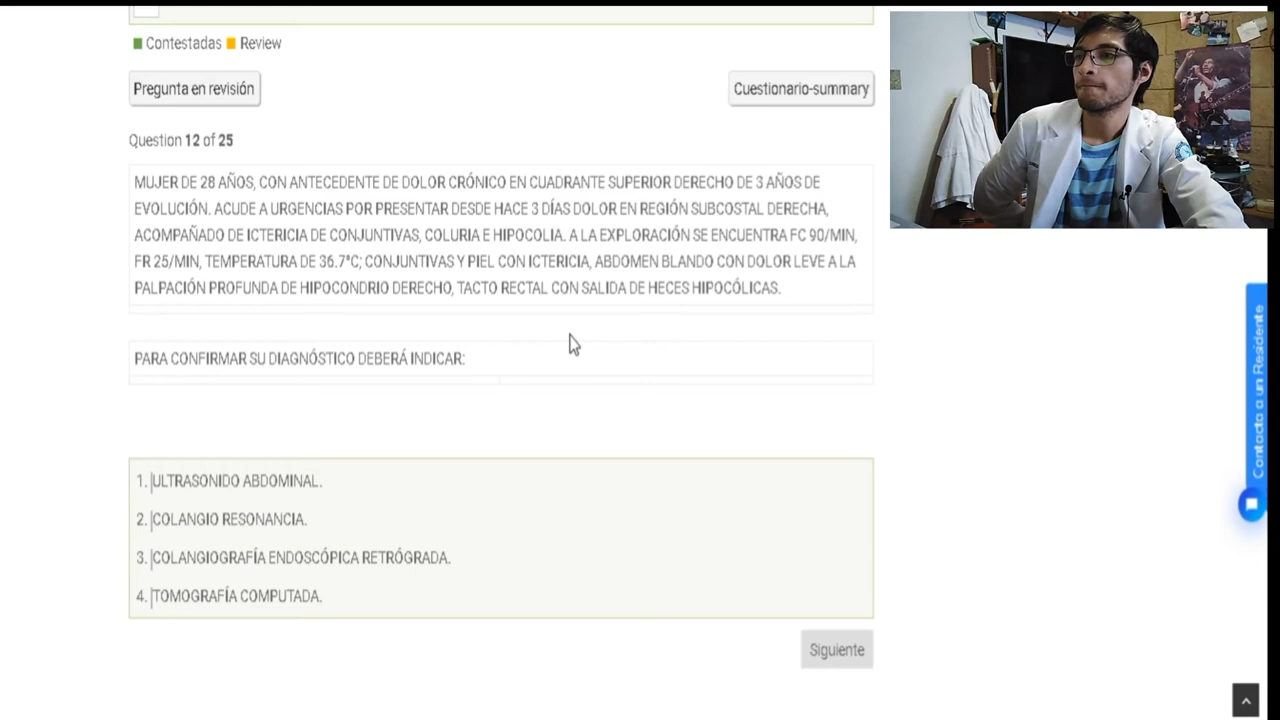 Contestadas Review
Pregunta en revisión
Cuestionario-summary
Question 12 of 25
MUJER DE 28 AÑOS, CON ANTECEDENTE DE DOLOR CRÓNICO EN CUADRANTE SUPERIOR DERECHO DE 3 AÑOS DE
EVOLUCIÓN. ACUDE A URGENCIAS POR PRESENTAR DESDE HACE 3 DÍAS DOLOR EN REGIÓN SUBCOSTAL DERECHA,
ACOMPAÑADO DE ICTERICIA DE CONJUNTIVAS, COLURIA E HIPOCOLIA. A LA EXPLORACIÓN SE ENCUENTRA FC 90/MIN,
FR 25/MIN, TEMPERATURA DE 36.7°C; CONJUNTIVAS Y PIEL CON ICTERICIA, ABDOMEN BLANDO CON DOLOR LEVE A LA
PALPACIÓN PROFUNDA DE HIPOCONDRIO DERECHO, TACTO RECTAL CON SALIDA DE HECES HIPOCÓLICAS.
PARA CONFIRMAR SU DIAGNÓSTICO DEBERÁ INDICAR:
1. ULTRASONIDO ABDOMINAL.
2. COLANGIO RESONANCIA.
3. COLANGIOGRAFÍA ENDOSCÓPICA RETRÓGRADA.
4. TOMOGRAFÍA COMPUTADA.
Siguiente
Contacta a un Residente